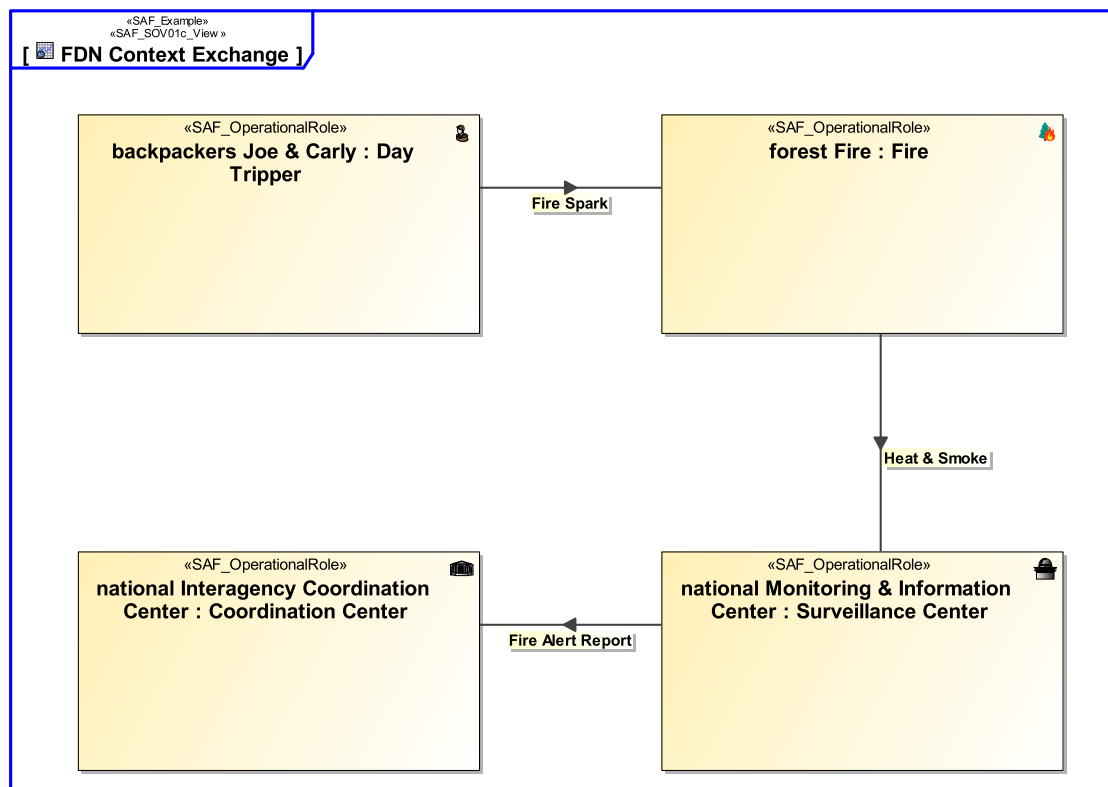 «SAF_Example»
«SAF_SOV01c_View »
[ FDN Context Exchange ]
«SAF_OperationalRole»
backpackers Joe & Carly : Day
Tripper
«SAF_OperationalRole»
forest Fire : Fire
Fire Spark
Heat & Smoke
«SAF_OperationalRole»
national Interagency Coordination
Center : Coordination Center
«SAF_OperationalRole»
national Monitoring & Information
Center : Surveillance Center
Fire Alert Report